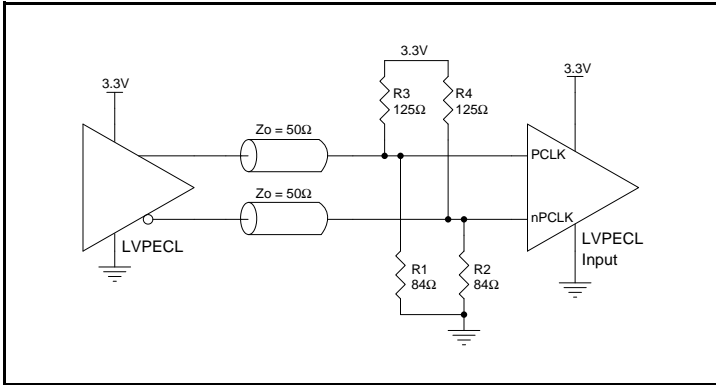 3.3V
3.3V
3.3V
R3
125Ω
R4
125Ω
Zo = 50Ω
PCLK
Zo = 50Ω
nPCLK
LVPECL
LVPECL
Input
R1
84Ω
R2
84Ω